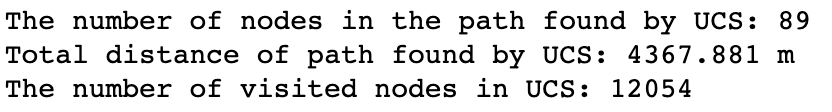 The number of nodes in the path found by UCS: 89
Total distance of path found by UCS: 4367.881 m
The number of visited nodes in UCS: 12054